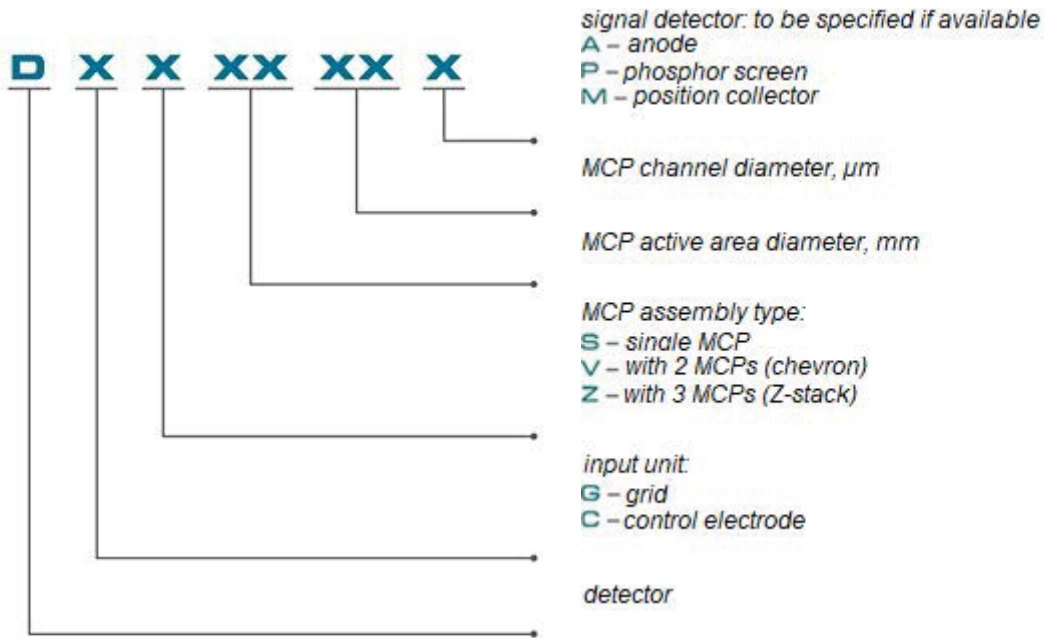 signal detector: to be specified if available
D X X XX XX X
A – anode
P – phosphor screen
M – position collector
MCP channel diameter, µm
MCP active area diameter, mm
MCP assembly type:
S – single MCP
V – with 2 MCPs (chevron)
Z – with 3 MCPs (Z-stack)
input unit:
G – grid
C – control electrode
detector